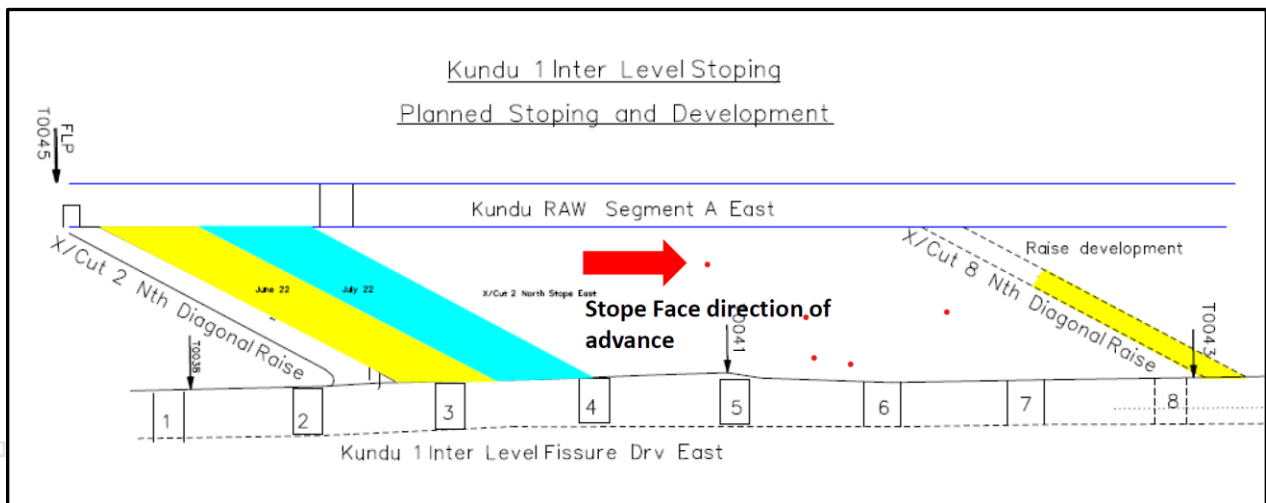 Kundu 1 Inter Level Stoping
Planned Stoping and Development
T0045
FLP
Kundu RAW Segment A East
X/Cut 2 Nth Diagonal Raise
June 22
July 22
X/Cut 2 North Stope East
Stope Face direction of
advance
X/Cut 8 Nth Diagonal Raise
Raise development
T0038
T0041
T0043
1
2
3
4
5
6
7
8
Kundu 1 Inter Level Fissure Drv East